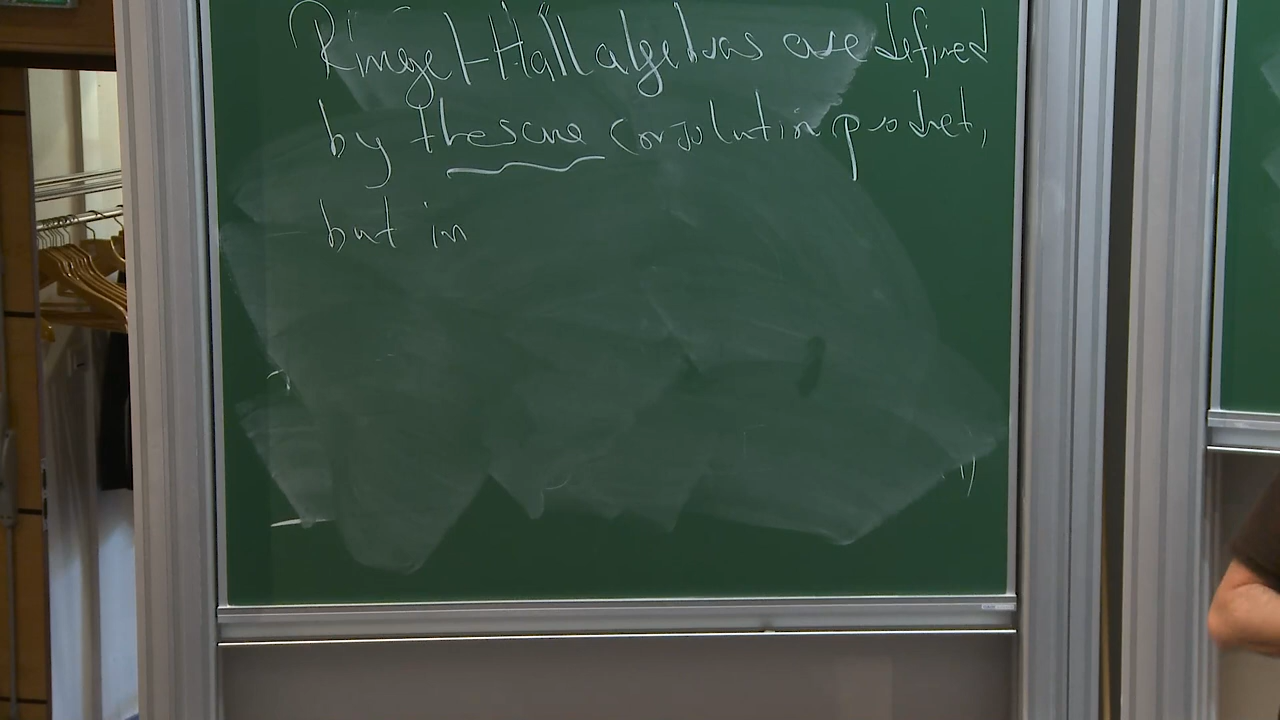 Ringel-Hall algebras are defined
by the same convolution product,
but in